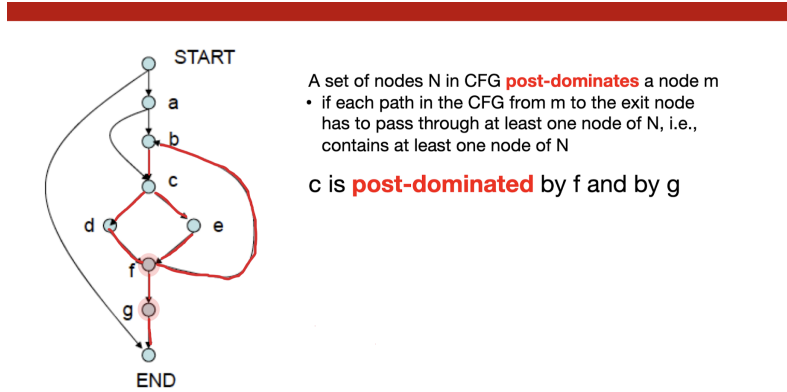 START
a
b
c
d
e
f
g
END
A set of nodes N in CFG post-dominates a node m
• if each path in the CFG from m to the exit node
has to pass through at least one node of N, i.e.,
contains at least one node of N
c is post-dominated by f and by g